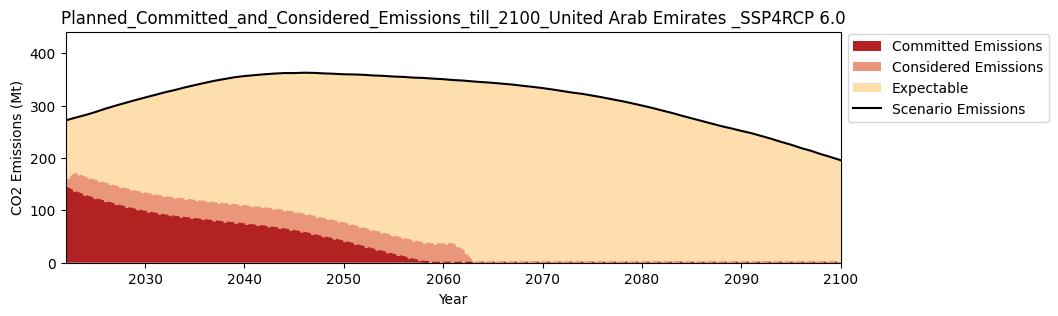 Planned_Committed_and_Considered_Emissions_till_2100_United Arab Emirates _SSP4RCP 6.0
CO2 Emissions (Mt)
400
300
200
100
0
2030 2040 2050 2060 2070 2080 2090 2100
Year
Committed Emissions
Considered Emissions
Expectable
Scenario Emissions